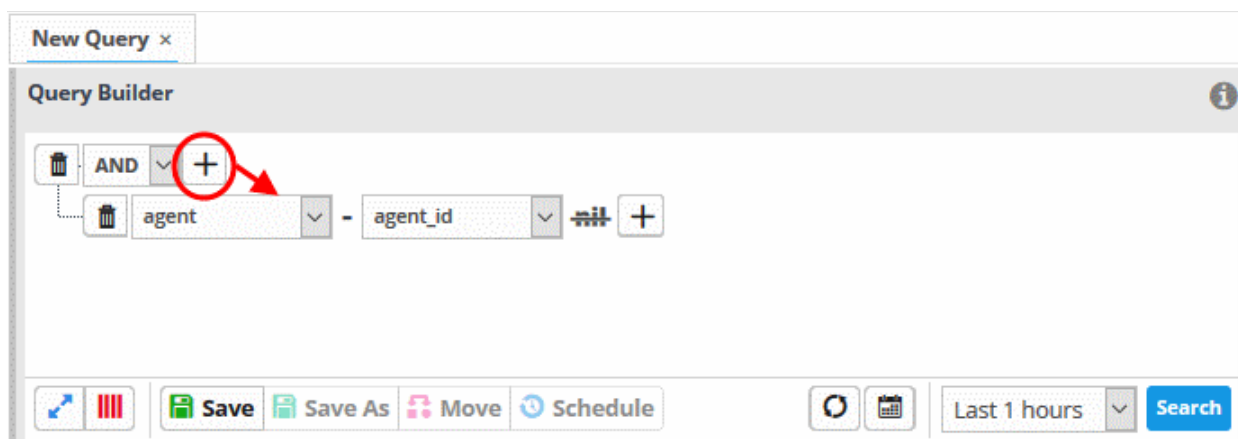 New Query ×
Query Builder
AND +
agent - agent_id nil +
Save Save As Move Schedule Last 1 hours Search